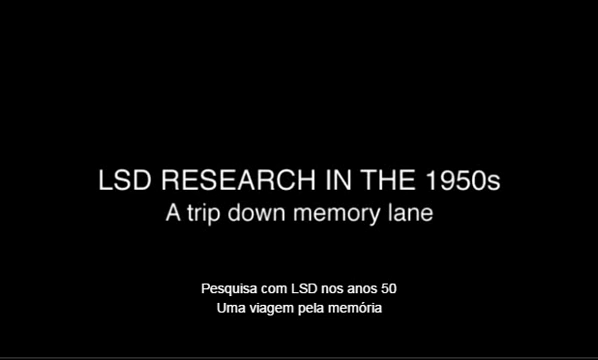 LSD RESEARCH IN THE 1950s
A trip down memory lane
Pesquisa com LSD nos anos 50
Uma viagem pela memória